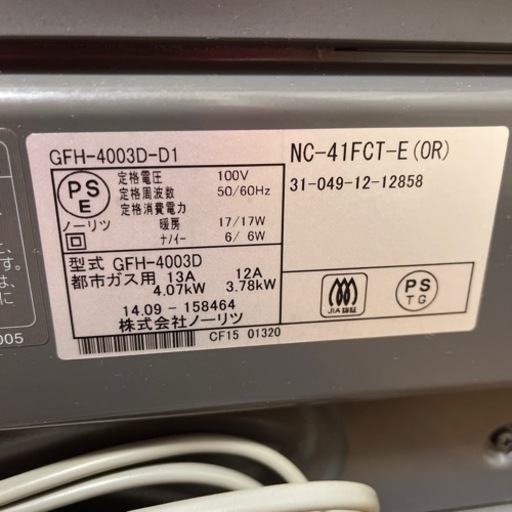 GFH-4003D-D1
NC-41FCT-E(OR)
31-049-12-12858
PS
E
ノーリツ
定格電圧 100V
定格周波数 50/60Hz
定格消費電力
暖房 17/17W
ナノイー 6/ 6W
型式 GFH-4003D
都市ガス用 13A 12A
4.07kW 3.78kW
14.09-158464
株式会社ノーリツ
CF15 01320
JIA 認証
PS
TG
と、
す。
は
に
005